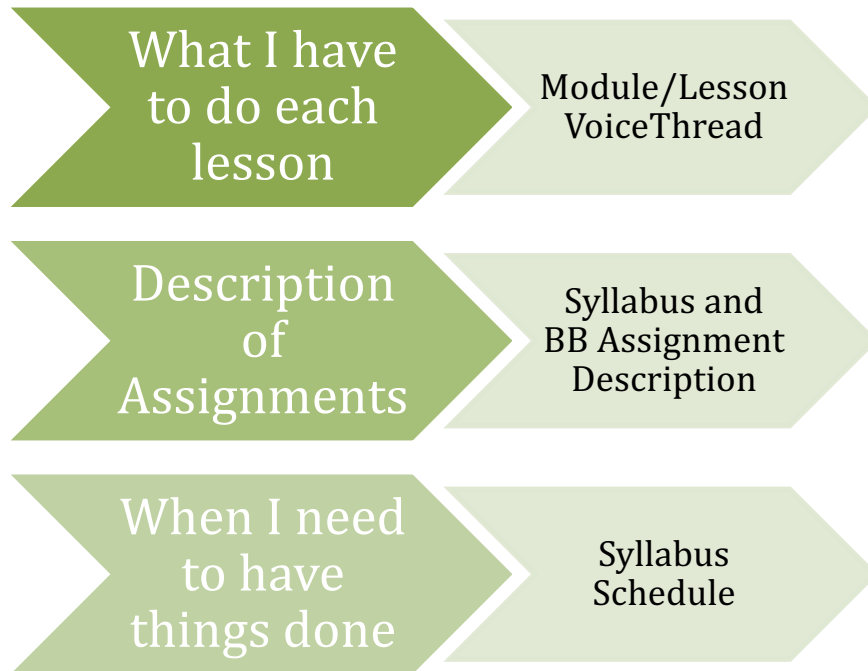 What I have
to do each
lesson
Module/Lesson
VoiceThread
Description
of
Assignments
Syllabus and
BB Assignment
Description
When I need
to have
things done
Syllabus
Schedule